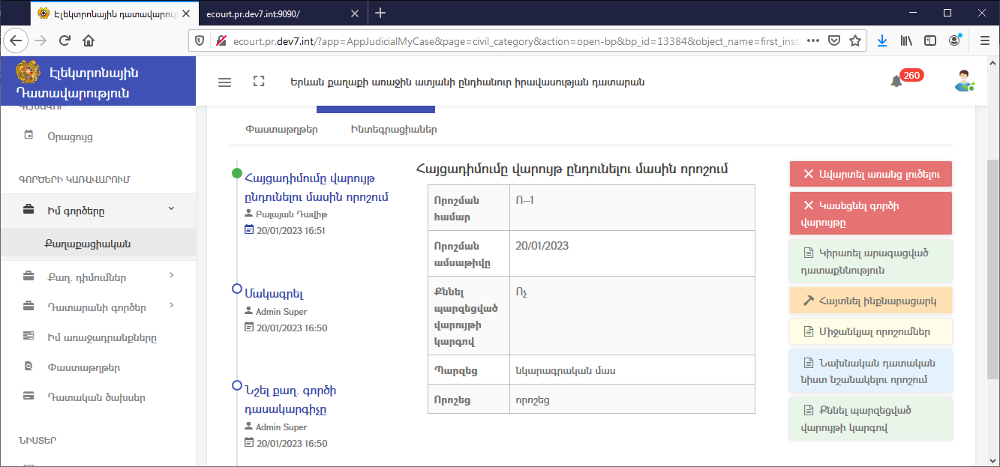 Էլեկտրոնային դատավարութ
ecourt.pr.dev7.int:9090/
ecourt.pr.dev7.int/?app=AppJudicialMyCase&page=civil_category&action=open-bp&bp_id=13384&object_name=first_inst
Էլեկտրոնային
Դատավարություն
Երևան քաղաքի առաջին ատյանի ընդհանուր իրավասության դատարան
260
ԳԼԽԱՎՈՐ
Օրացույց
ԳՈՐԾԵՐԻ ԿԱՌԱՎԱՐՈՒՄ
Իմ գործերը
Քաղաքացիական
Քաղ. դիմումներ
Դատարանի գործեր
Իմ առաջադրանքները
Փաստաթղթեր
Դատական ծախսեր
ՆԻՍՏԵՐ
Փաստաթղթեր
Ինտեգրացիաներ
Հայցադիմումը վարույթ
ընդունելու մասին որոշում
Բալայան Դավիթ
20/01/2023 16:51
Մակագրել
Admin Super
20/01/2023 16:50
Նշել քաղ. գործի
դասակարգիչը
Admin Super
20/01/2023 16:50
Հայցադիմումը վարույթ ընդունելու մասին որոշում
Որոշման
համար
Ո--1
Որոշման
ամսաթիվը
20/01/2023
Քննել
պարզեցված
վարույթի
կարգով
Ոչ
Պարզեց
նկարագրական մաս
Որոշեց
որոշեց
Ավարտել առանց լուծելու
Կասեցնել գործի
վարույթը
Կիրառել արագացված
դատաքննություն
Հայտնել ինքնաբացարկ
Միջանկյալ որոշումներ
Նախնական դատական
նիստ նշանակելու որոշում
Քննել պարզեցված
վարույթի կարգով